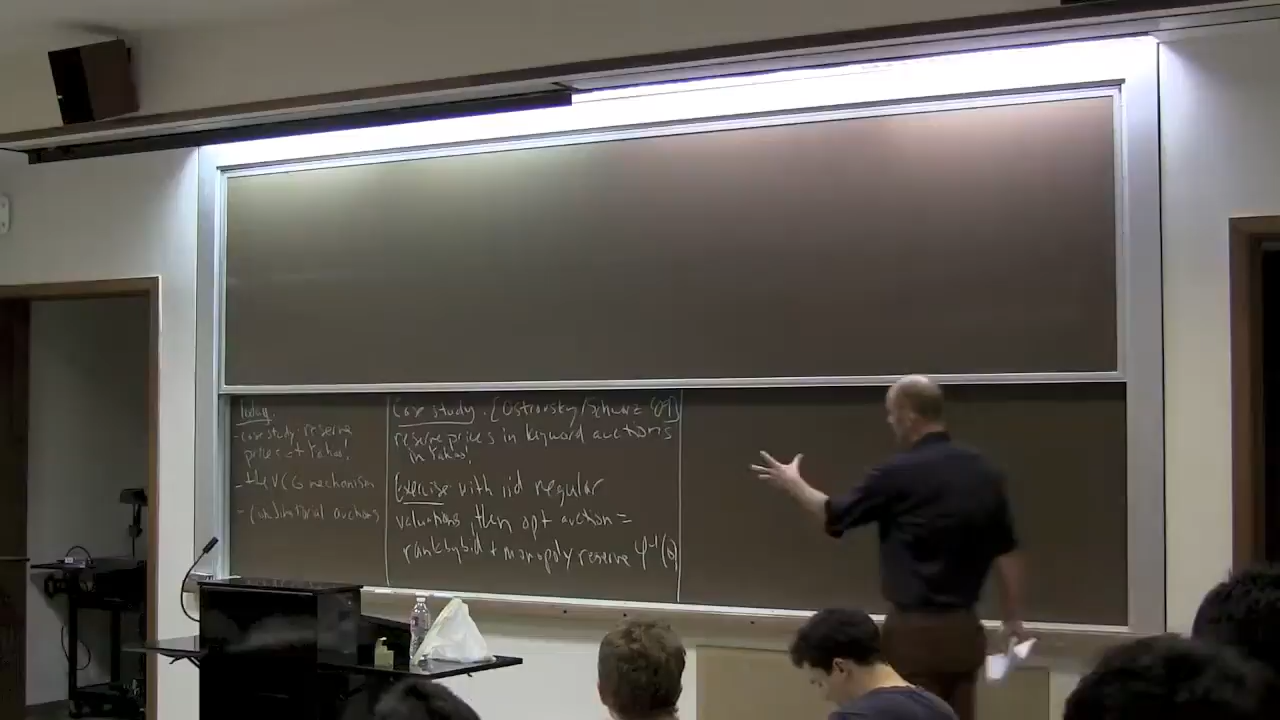 Today.
- case study: reserve
prices at Yahoo!
- the VCG mechanism
- combinatorial auctions
Case study. [Ostrovsky/Schwarz 09]
reserve prices in keyword auctions
in Yahoo!
Exercise with iid regular
valuations, then opt auction =
rank by bid + monopoly reserve φ⁻¹(0)